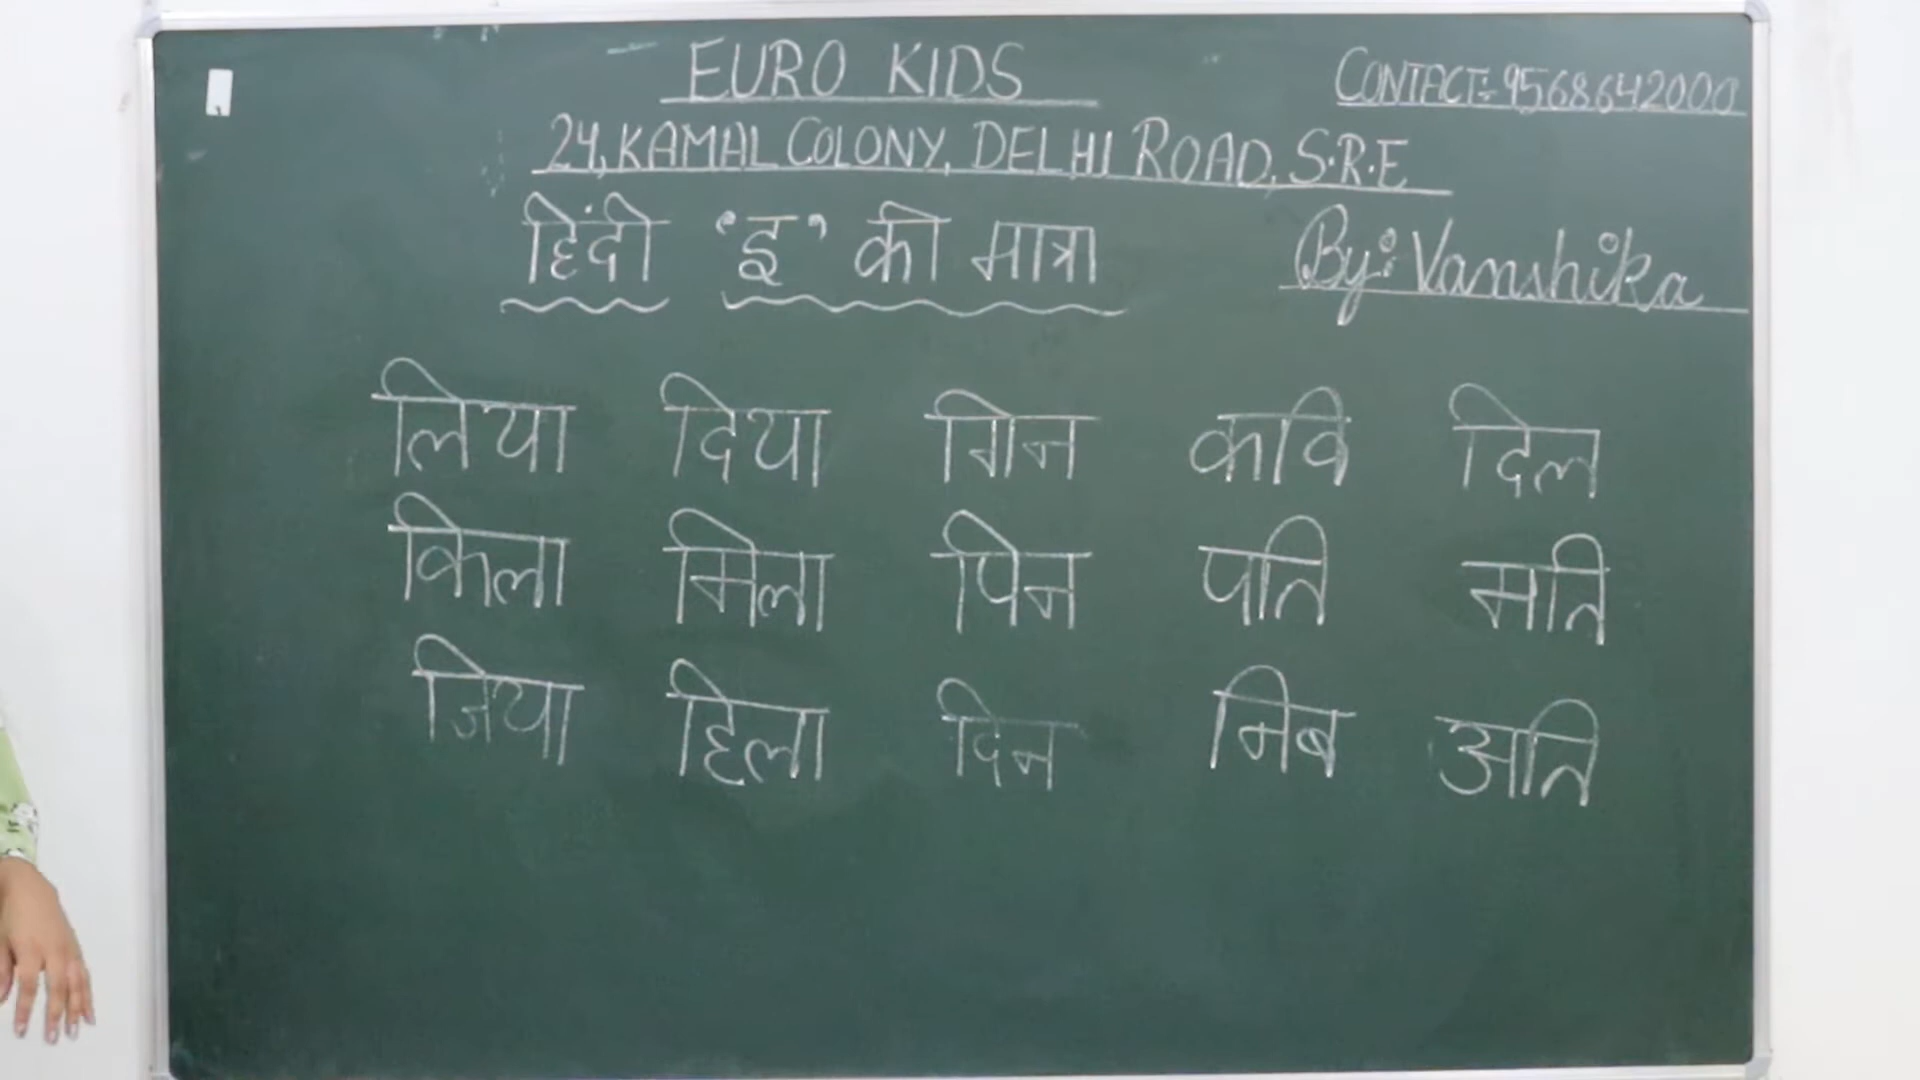 EURO KIDS
CONTACT:- 9568642000
24, KAMAL COLONY, DELHI ROAD, S.R.E
हिंदी 'इ' की मात्रा
By: Vanshika
लिया दिया गिन कवि दिल
किला मिला पिन पति मति
जिया हिला दिन निब अति